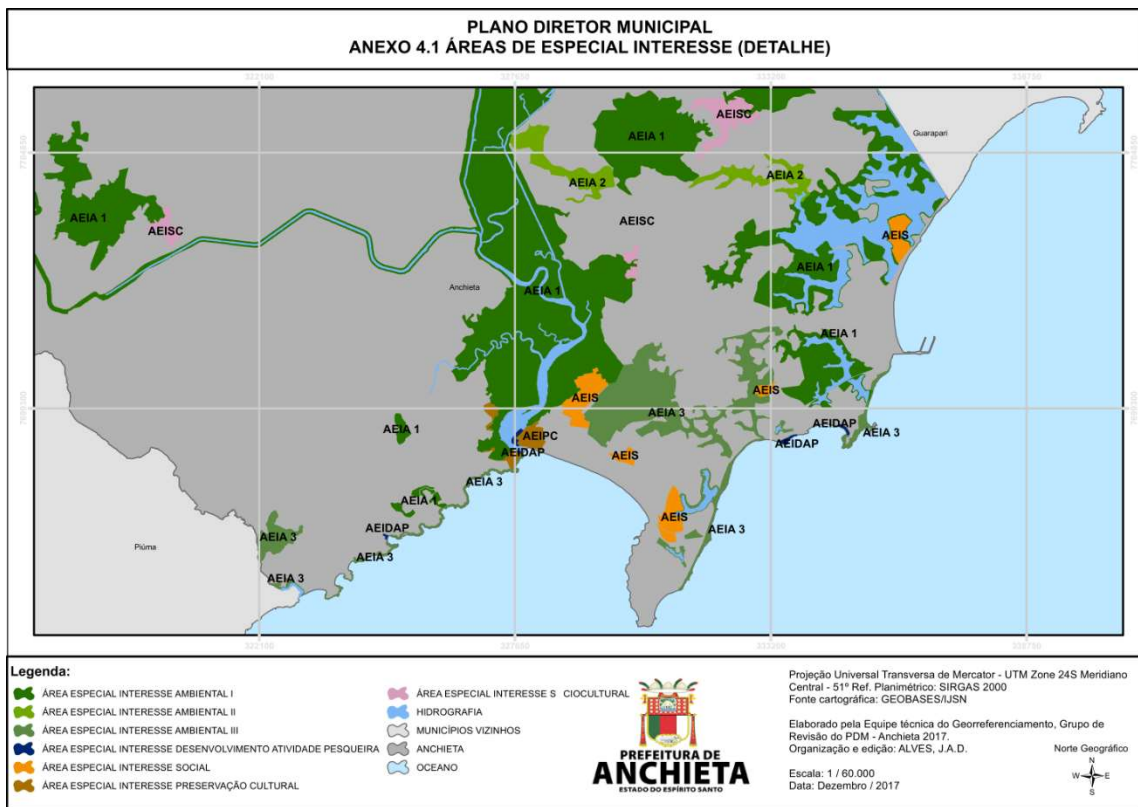 PLANO DIRETOR MUNICIPAL
ANEXO 4.1 ÁREAS DE ESPECIAL INTERESSE (DETALHE)
322100
327650
333200
338750
7764850
AEISC
AEIA 1
Guarapari
AEIA 2
AEIA 2
AEIA 1
AEISC
AEISC
AEIS
AEIA 1
Anchieta
AEIA 1
AEIA 1
AEIS
AEIS
AEIA 3
AEIA 1
AEIPC
AEIDAP
AEIDAP
AEIDAP
AEIA 3
AEIS
AEIA 3
AEIA 1
AEIS
AEIDAP
AEIA 3
AEIA 3
AEIA 3
Piúma
AEIA 3
322100
327650
333200
338750
Legenda:
ÁREA ESPECIAL INTERESSE AMBIENTAL I
ÁREA ESPECIAL INTERESSE AMBIENTAL II
ÁREA ESPECIAL INTERESSE AMBIENTAL III
ÁREA ESPECIAL INTERESSE DESENVOLVIMENTO ATIVIDADE PESQUEIRA
ÁREA ESPECIAL INTERESSE SOCIAL
ÁREA ESPECIAL INTERESSE PRESERVAÇÃO CULTURAL
ÁREA ESPECIAL INTERESSE S CIOCULTURAL
HIDROGRAFIA
MUNICÍPIOS VIZINHOS
ANCHIETA
OCEANO
PREFEITURA DE
ANCHIETA
ESTADO DO ESPÍRITO SANTO
Projeção Universal Transversa de Mercator - UTM Zone 24S Meridiano
Central - 51º Ref. Planimétrico: SIRGAS 2000
Fonte cartográfica: GEOBASES/IJSN
Elaborado pela Equipe técnica do Georreferenciamento, Grupo de
Revisão do PDM - Anchieta 2017.
Organização e edição: ALVES, J.A.D.
Escala: 1 / 60.000
Data: Dezembro / 2017
Norte Geográfico
N
W
E
S